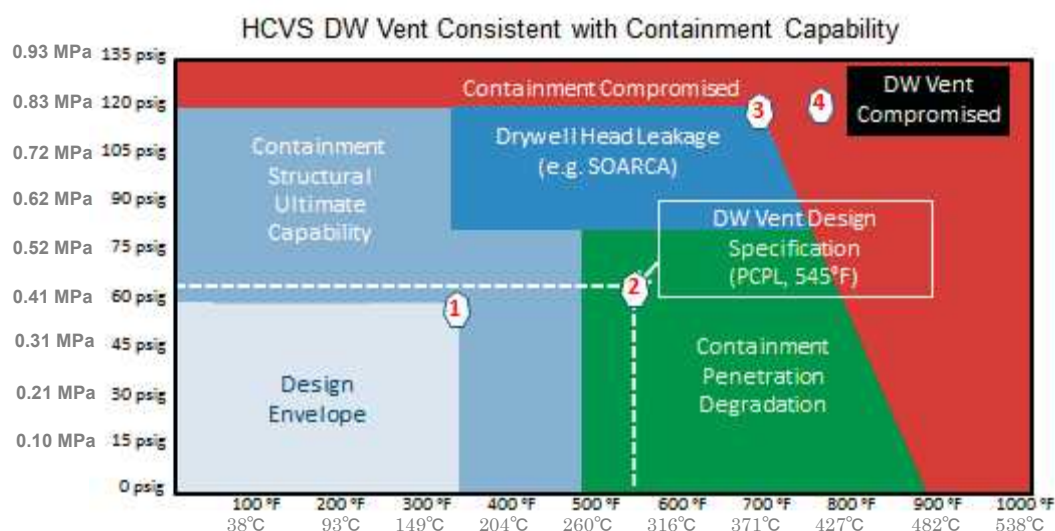 HCVS DW Vent Consistent with Containment Capability
0.93 MPa 135 psig
0.83 MPa 120 psig
0.72 MPa 105 psig
0.62 MPa 90 psig
0.52 MPa 75 psig
0.41 MPa 60 psig
0.31 MPa 45 psig
0.21 MPa 30 psig
0.10 MPa 15 psig
0 psig
Containment Compromised
3
4
DW Vent
Compromised
Containment
Structural
Ultimate
Capability
Drywell Head Leakage
(e.g. SOARCA)
DW Vent Design
Specification
(PCPL, 545°F)
2
1
Design
Envelope
Containment
Penetration
Degradation
100 °F 200 °F 300 °F 400 °F 500 °F 600 °F 700 °F 800 °F 900 °F 1000 °F
38°C 93°C 149°C 204°C 260°C 316°C 371°C 427°C 482°C 538°C